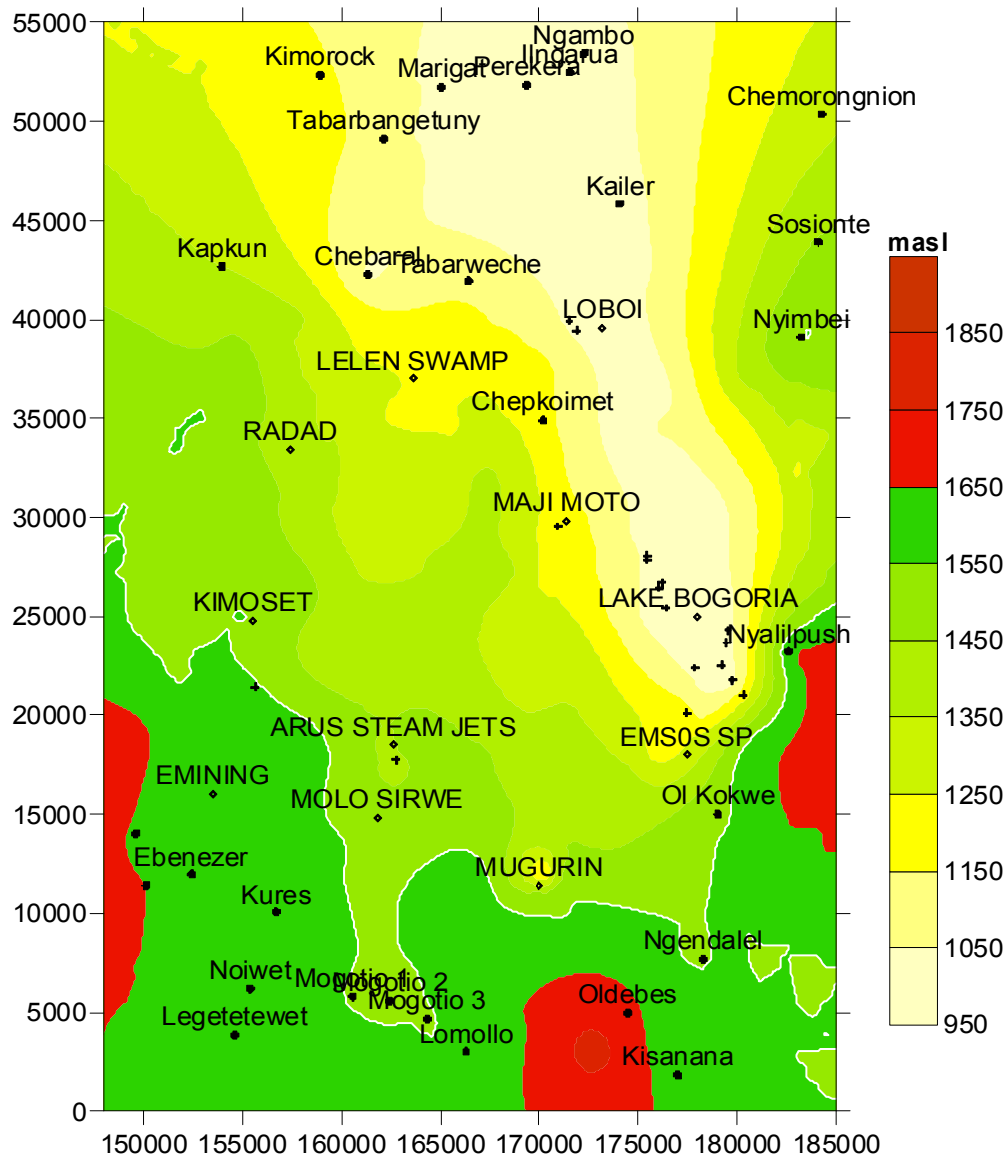 55000
Ngambo
Kimorock
Ilngarua
Marigat
Perekera
Chemorongnion
50000
Tabarbangetuny
Kailer
45000
Sosionte
masl
Kapkun
Chebaral
Tabarweche
1850
40000
LOBOI
Nyimbei
LELEN SWAMP
1750
Chepkoimet
35000
RADAD
1650
MAJI MOTO
30000
1550
KIMOSET
LAKE BOGORIA
25000
Nyalilpush
1450
20000
ARUS STEAM JETS
EMS0S SP
1350
EMINING
MOLO SIRWE
Ol Kokwe
15000
1250
Ebenezer
MUGURIN
Kures
1150
10000
Ngendalel
1050
Noiwet
Mogotio 1
Mogotio 2
Mogotio 3
Oldebes
5000
Legetetewet
Lomollo
950
Kisanana
0
150000 155000 160000 165000 170000 175000 180000 185000